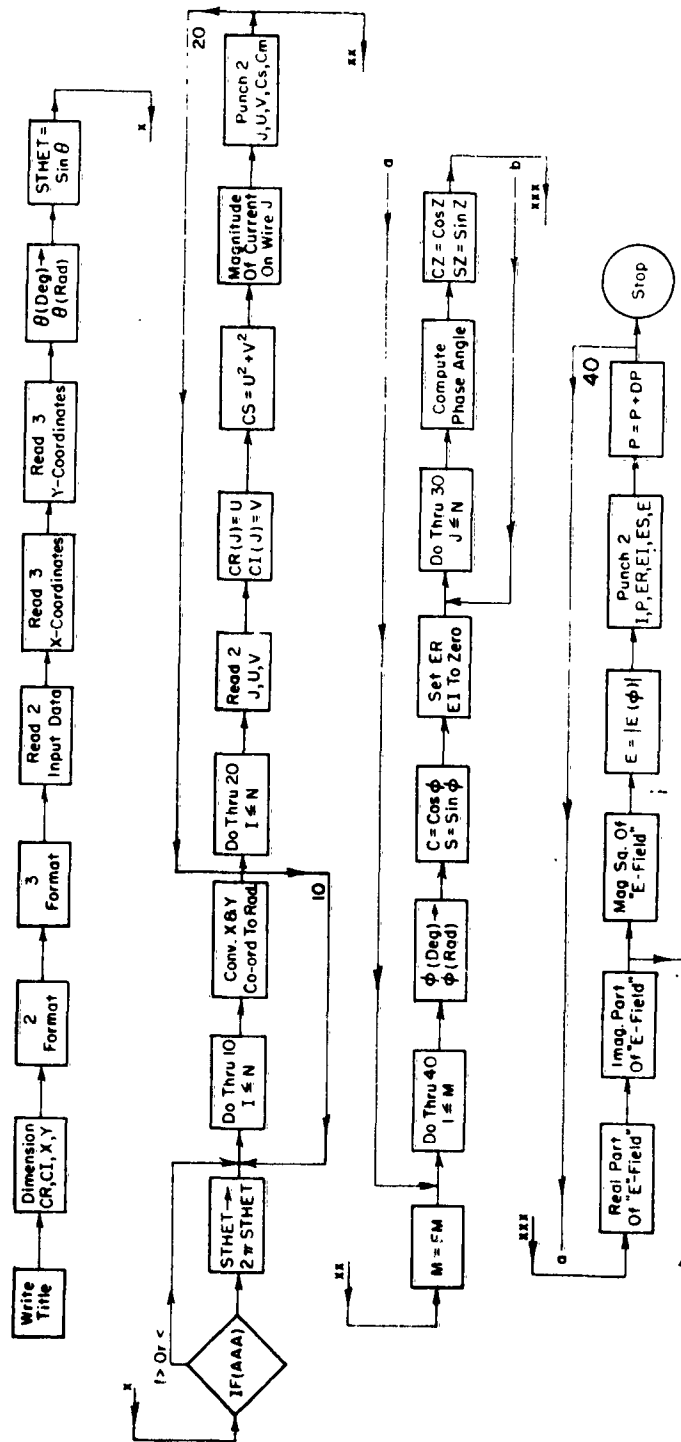 Write
Title
Dimension
CR,CI,X,Y
2
Format
3
Format
Read 2
Input Data
Read 3
X-Coordinates
Read 3
Y-Coordinates
θ(Deg)→
θ(Rad)
STHET =
Sin θ
x
x
IF(AAA)
STHET→
2π STHET
Do Thru 10
I ≤ N
Conv. X & Y
Co-ord To Rad.
Do Thru 20
I ≤ N
Read 2
J,U,V
CR(J)=U
CI(J)=V
CS = U²+V²
Magnitude
Of Current
On Wire J
Punch 2
J,U,V,Cs,Cm
20
10
xx
xx
M = FM
Do Thru 40
I ≤ M
ϕ(Deg)→
ϕ(Rad)
C = Cos ϕ
S = Sin ϕ
Set ER
EI To Zero
Do Thru 30
J ≤ N
Compute
Phase Angle
CZ = Cos Z
SZ = Sin Z
a
b
xxx
xxx
a
Real Part
Of "E-Field"
Imag. Part
Of "E-Field"
Mag Sq. Of
"E-Field"
E = |E(ϕ)|
Punch 2
I,P,ER,EI,ES,E
P = P + DP
40
Stop